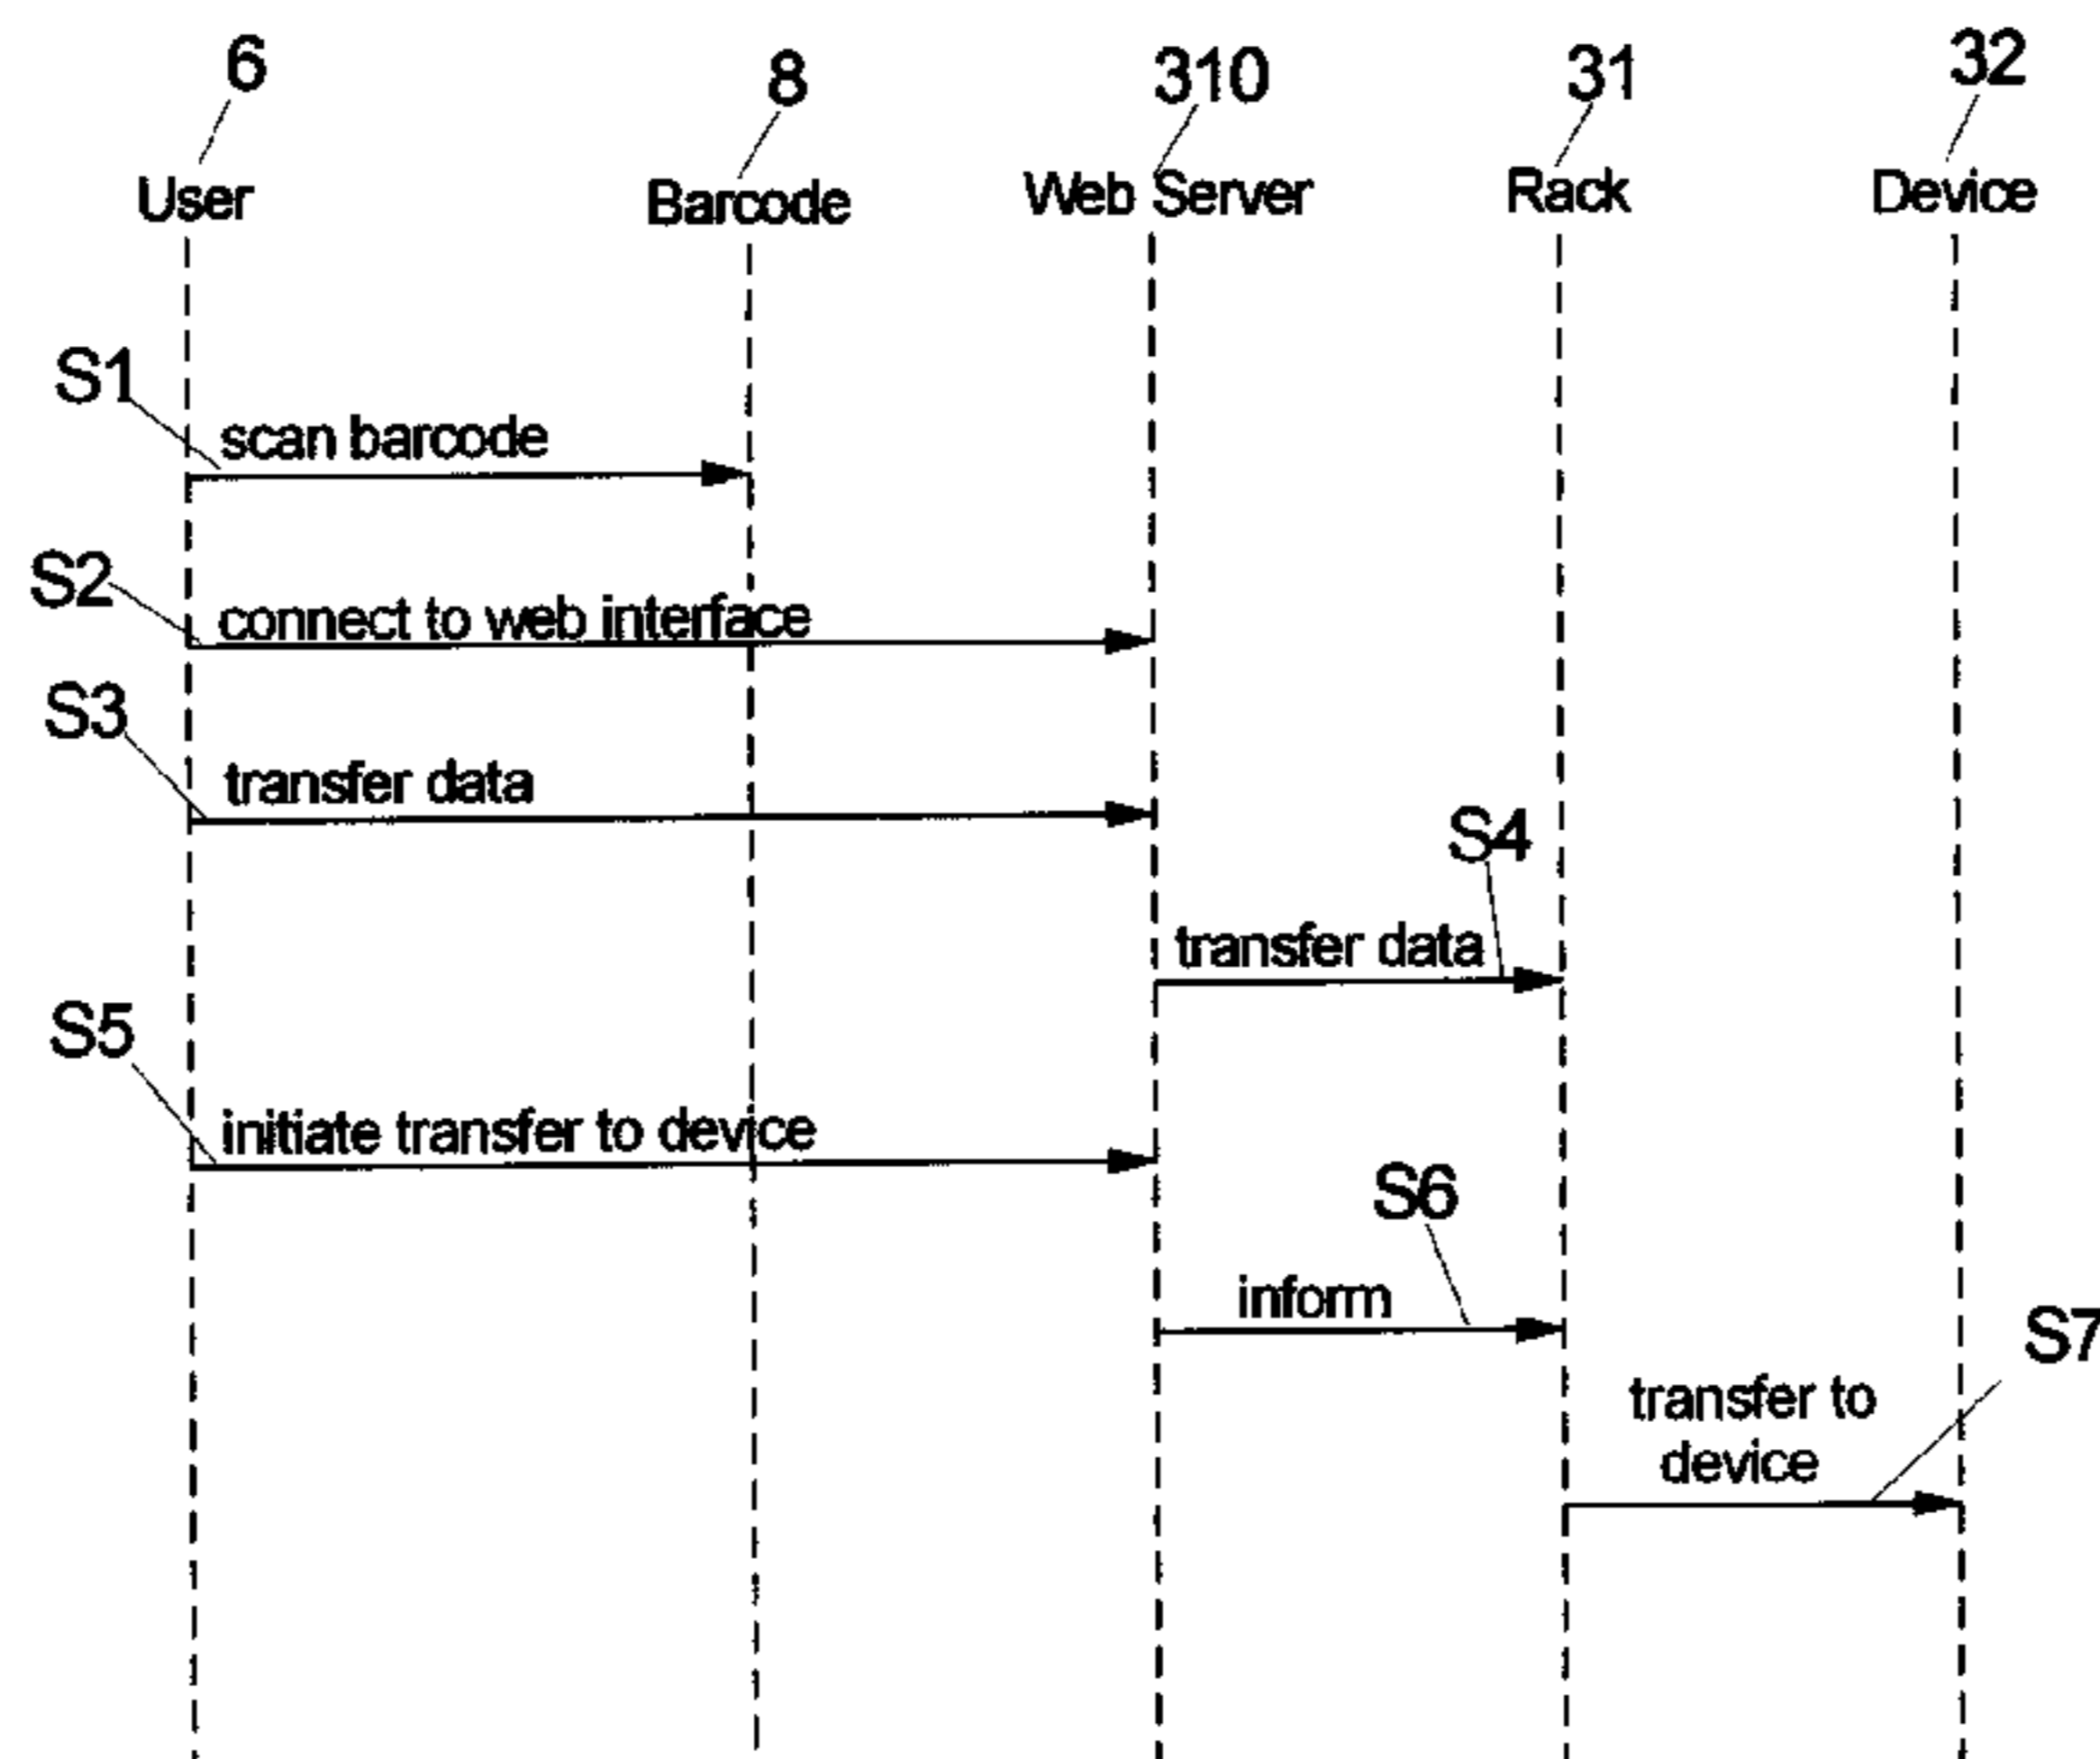 6
8
310
31
32
User
Barcode
Web Server
Rack
Device
S1
scan barcode
S2
connect to web interface
S3
transfer data
S4
transfer data
S5
initiate transfer to device
S6
inform
S7
transfer to
device